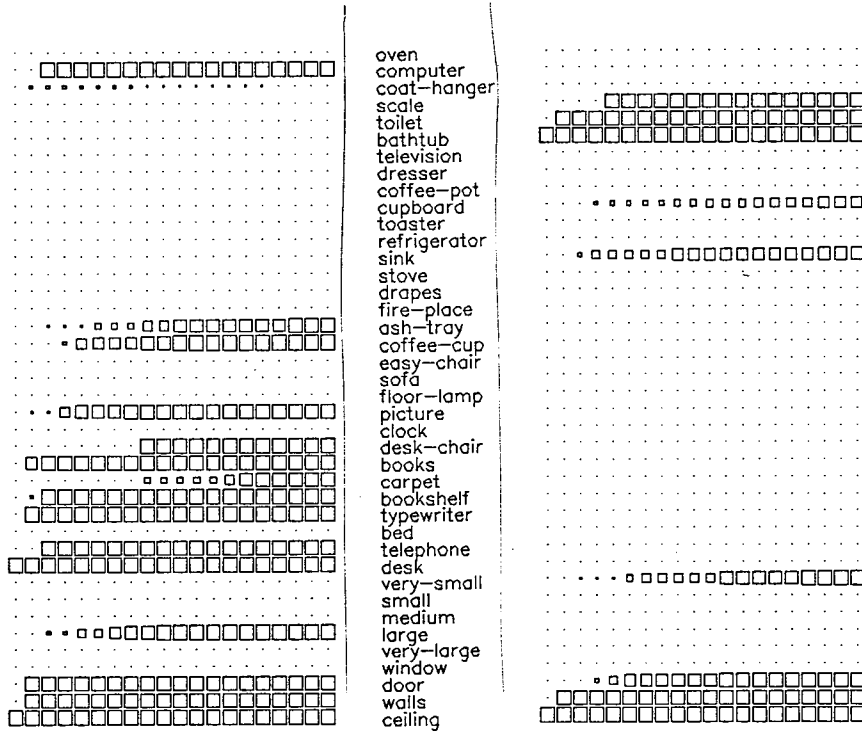 oven
computer
coat-hanger
scale
toilet
bathtub
television
dresser
coffee-pot
cupboard
toaster
refrigerator
sink
stove
drapes
fire-place
ash-tray
coffee-cup
easy-chair
sofa
floor-lamp
picture
clock
desk-chair
books
carpet
bookshelf
typewriter
bed
telephone
desk
very-small
small
medium
large
very-large
window
door
walls
ceiling